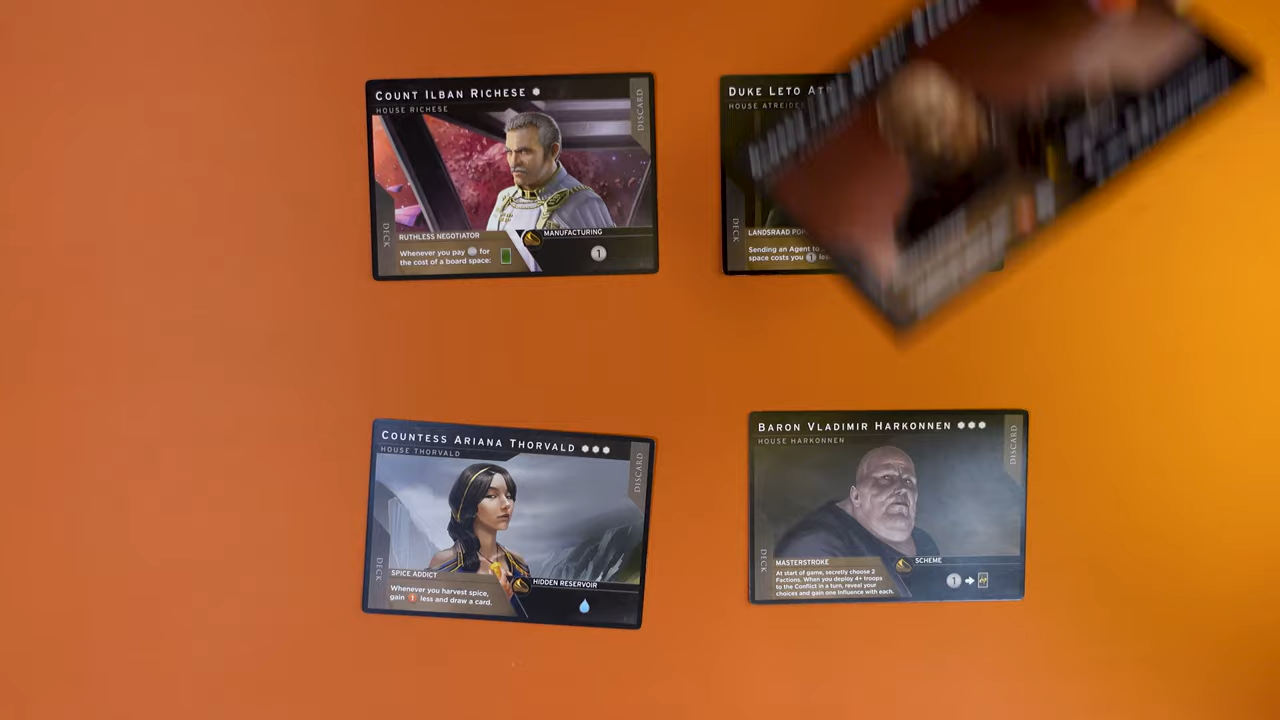 COUNT ILBAN RICHESE
HOUSE RICHESE
DISCARD
DECK
RUTHLESS NEGOTIATOR
Whenever you pay for
the cost of a board space:
MANUFACTURING
1
DUKE LETO
HOUSE
DECK
LANDSRAAD
Sending an Agent to
space costs you 1
COUNTESS ARIANA THORVALD
HOUSE THORVALD
DISCARD
DECK
SPICE ADDICT
Whenever you harvest spice,
gain 1 less and draw a card.
HIDDEN RESERVOIR
BARON VLADIMIR HARKONNEN
HOUSE HARKONNEN
DISCARD
DECK
MASTERSTROKE
At start of game, secretly choose 2
Factions. When you deploy 4+ troops
to the Conflict in a turn, reveal your
choices and gain one Influence with each.
SCHEME
1